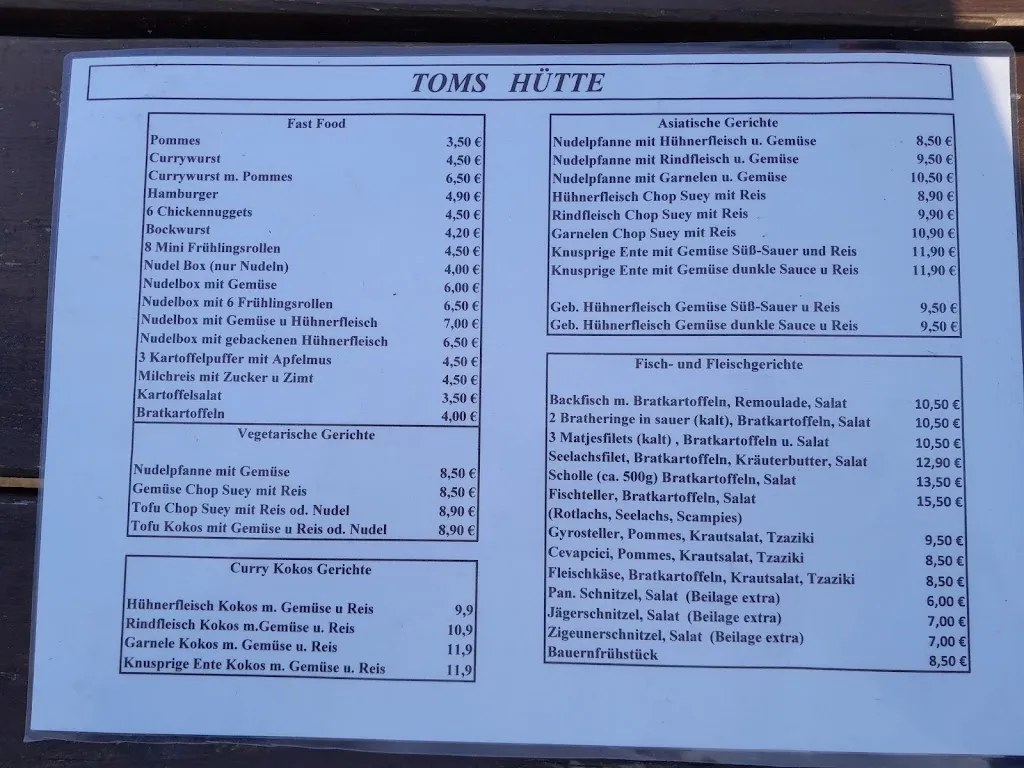 TOMS HÜTTE
Fast Food
Pommes 3,50 €
Currywurst 4,50 €
Currywurst m. Pommes 6,50 €
Hamburger 4,90 €
6 Chickennuggets 4,50 €
Bockwurst 4,20 €
8 Mini Frühlingsrollen 4,50 €
Nudel Box (nur Nudeln) 4,00 €
Nudelbox mit Gemüse 6,00 €
Nudelbox mit 6 Frühlingsrollen 6,50 €
Nudelbox mit Gemüse u Hühnerfleisch 7,00 €
Nudelbox mit gebackenen Hühnerfleisch 6,50 €
3 Kartoffelpuffer mit Apfelmus 4,50 €
Milchreis mit Zucker u Zimt 4,50 €
Kartoffelsalat 3,50 €
Bratkartoffeln 4,00 €
Vegetarische Gerichte
Nudelpfanne mit Gemüse 8,50 €
Gemüse Chop Suey mit Reis 8,50 €
Tofu Chop Suey mit Reis od. Nudel 8,90 €
Tofu Kokos mit Gemüse u Reis od. Nudel 8,90 €
Curry Kokos Gerichte
Hühnerfleisch Kokos m. Gemüse u Reis 9,9
Rindfleisch Kokos m.Gemüse u. Reis 10,9
Garnele Kokos m. Gemüse u. Reis 11,9
Knusprige Ente Kokos m. Gemüse u. Reis 11,9
Asiatische Gerichte
Nudelpfanne mit Hühnerfleisch u. Gemüse 8,50 €
Nudelpfanne mit Rindfleisch u. Gemüse 9,50 €
Nudelpfanne mit Garnelen u. Gemüse 10,50 €
Hühnerfleisch Chop Suey mit Reis 8,90 €
Rindfleisch Chop Suey mit Reis 9,90 €
Garnelen Chop Suey mit Reis 10,90 €
Knusprige Ente mit Gemüse Süß-Sauer und Reis 11,90 €
Knusprige Ente mit Gemüse dunkle Sauce u Reis 11,90 €
Geb. Hühnerfleisch Gemüse Süß-Sauer u Reis 9,50 €
Geb. Hühnerfleisch Gemüse dunkle Sauce u Reis 9,50 €
Fisch- und Fleischgerichte
Backfisch m. Bratkartoffeln, Remoulade, Salat 10,50 €
2 Bratheringe in sauer (kalt), Bratkartoffeln, Salat 10,50 €
3 Matjesfilets (kalt) , Bratkartoffeln u. Salat 10,50 €
Seelachsfilet, Bratkartoffeln, Kräuterbutter, Salat 12,90 €
Scholle (ca. 500g) Bratkartoffeln, Salat 13,50 €
Fischteller, Bratkartoffeln, Salat 15,50 €
(Rotlachs, Seelachs, Scampies)
Gyrosteller, Pommes, Krautsalat, Tzaziki 9,50 €
Cevapcici, Pommes, Krautsalat, Tzaziki 8,50 €
Fleischkäse, Bratkartoffeln, Krautsalat, Tzaziki 8,50 €
Pan. Schnitzel, Salat (Beilage extra) 6,00 €
Jägerschnitzel, Salat (Beilage extra) 7,00 €
Zigeunerschnitzel, Salat (Beilage extra) 7,00 €
Bauernfrühstück 8,50 €